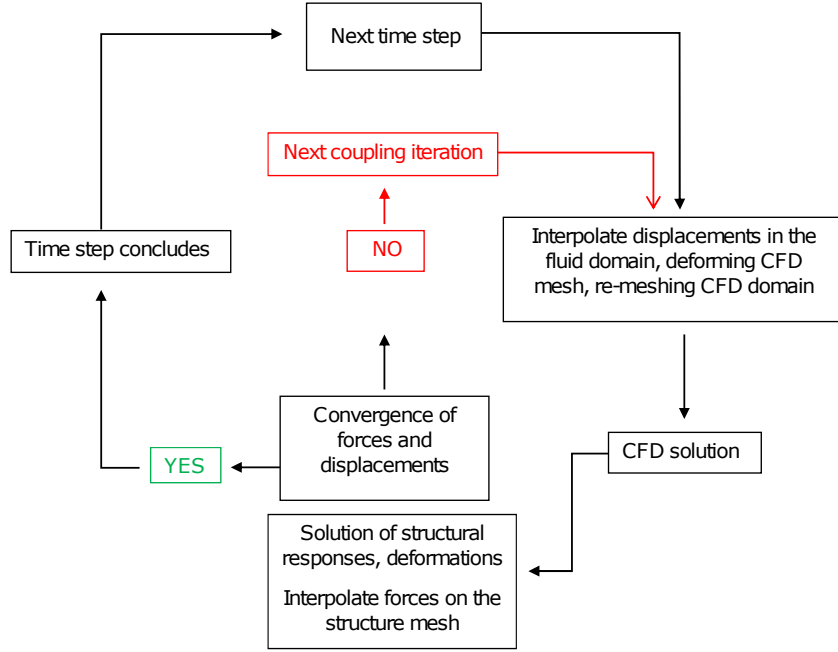 Next time step
Next coupling iteration
Time step concludes
NO
Interpolate displacements in the
fluid domain, deforming CFD
mesh, re-meshing CFD domain
Convergence of
forces and
displacements
CFD solution
YES
Solution of structural
responses, deformations
Interpolate forces on the
structure mesh